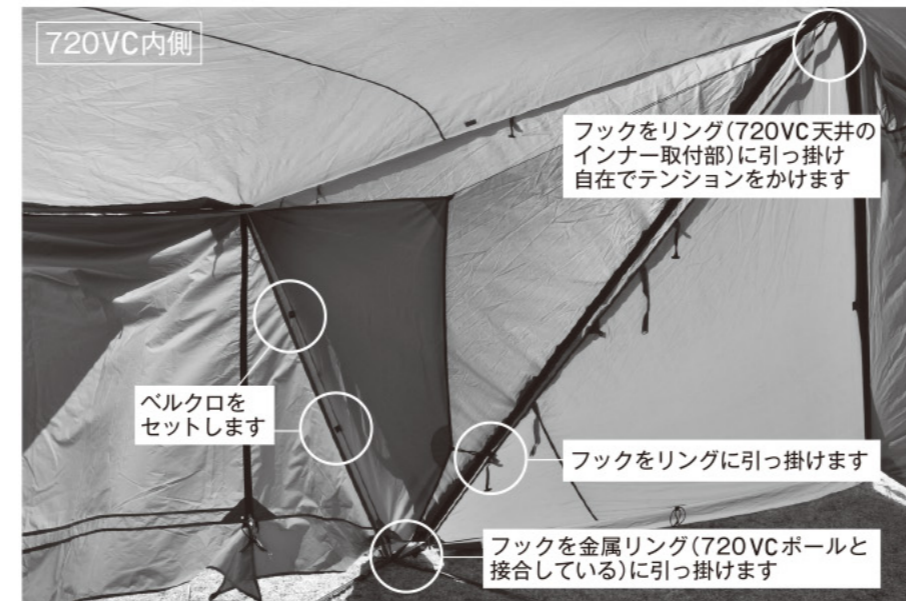 720VC内側
フックをリング(720VC天井の
インナー取付部)に引っ掛け
自在でテンションをかけます
ベルクロを
セットします
フックをリングに引っ掛けます
フックを金属リング(720VCポールと
接合している)に引っ掛けます